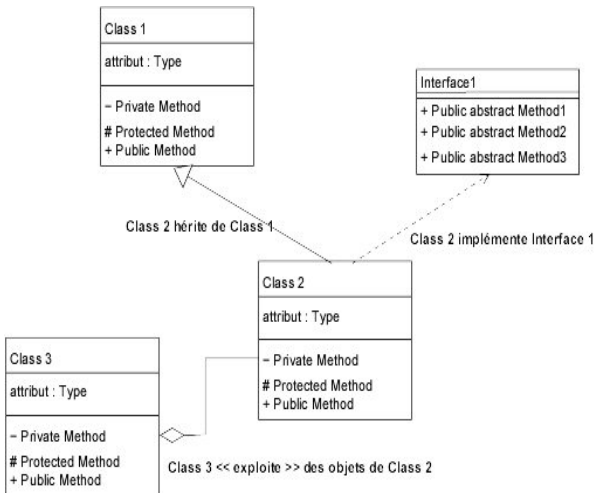 Class 1
attribut : Type
− Private Method
# Protected Method
+ Public Method
Interface1
+ Public abstract Method1
+ Public abstract Method2
+ Public abstract Method3
Class 2 hérite de Class 1
Class 2 implémente Interface 1
Class 2
attribut : Type
− Private Method
# Protected Method
+ Public Method
Class 3
attribut : Type
− Private Method
# Protected Method
+ Public Method
Class 3 << exploite >> des objets de Class 2